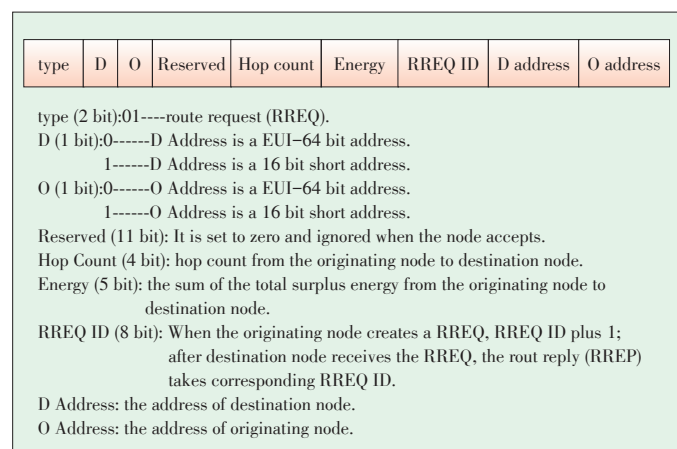 type D O Reserved Hop count Energy RREQ ID D address O address
type (2 bit):01----route request (RREQ).
D (1 bit):0------D Address is a EUI-64 bit address.
1------D Address is a 16 bit short address.
O (1 bit):0------O Address is a EUI-64 bit address.
1------O Address is a 16 bit short address.
Reserved (11 bit): It is set to zero and ignored when the node accepts.
Hop Count (4 bit): hop count from the originating node to destination node.
Energy (5 bit): the sum of the total surplus energy from the originating node to
destination node.
RREQ ID (8 bit): When the originating node creates a RREQ, RREQ ID plus 1;
after destination node receives the RREQ, the rout reply (RREP)
takes corresponding RREQ ID.
D Address: the address of destination node.
O Address: the address of originating node.